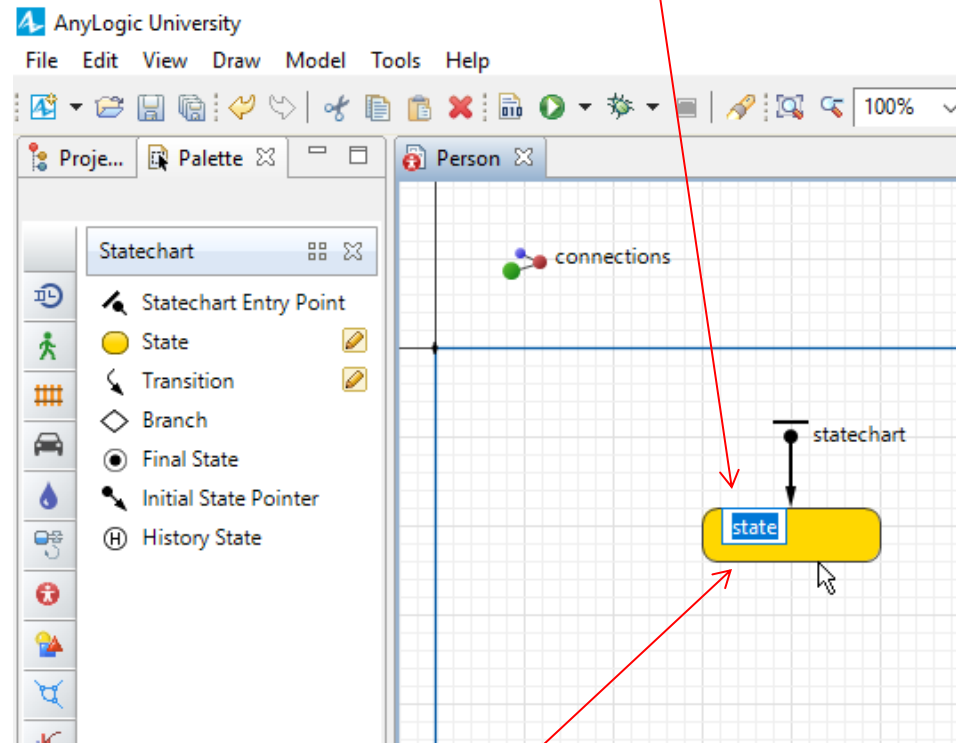 AnyLogic University
File Edit View Draw Model Tools Help
010 100%
Proje... Palette Person
Statechart
connections
Statechart Entry Point
State
Transition
statechart
Branch
Final State
Initial State Pointer
state
H History State